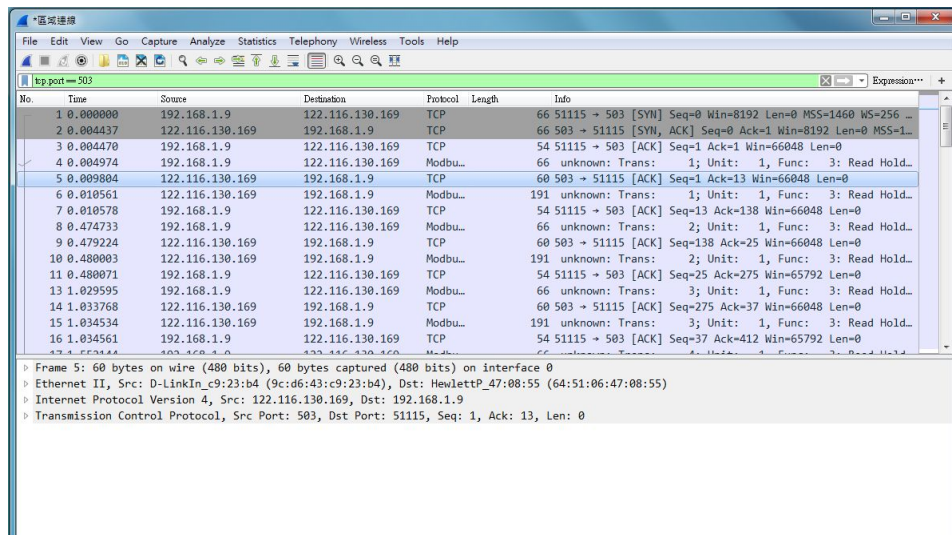 *區域連線
File Edit View Go Capture Analyze Statistics Telephony Wireless Tools Help
tcp.port == 503 Expression… +
No. Time Source Destination Protocol Length Info
1 0.000000 192.168.1.9 122.116.130.169 TCP 66 51115 → 503 [SYN] Seq=0 Win=8192 Len=0 MSS=1460 WS=256 …
2 0.004437 122.116.130.169 192.168.1.9 TCP 66 503 → 51115 [SYN, ACK] Seq=0 Ack=1 Win=8192 Len=0 MSS=1…
3 0.004470 192.168.1.9 122.116.130.169 TCP 54 51115 → 503 [ACK] Seq=1 Ack=1 Win=66048 Len=0
4 0.004974 192.168.1.9 122.116.130.169 Modbu… 66 unknown: Trans: 1; Unit: 1, Func: 3: Read Hold…
5 0.009804 122.116.130.169 192.168.1.9 TCP 60 503 → 51115 [ACK] Seq=1 Ack=13 Win=66048 Len=0
6 0.010561 122.116.130.169 192.168.1.9 Modbu… 191 unknown: Trans: 1; Unit: 1, Func: 3: Read Hold…
7 0.010578 192.168.1.9 122.116.130.169 TCP 54 51115 → 503 [ACK] Seq=13 Ack=138 Win=66048 Len=0
8 0.474733 192.168.1.9 122.116.130.169 Modbu… 66 unknown: Trans: 2; Unit: 1, Func: 3: Read Hold…
9 0.479224 122.116.130.169 192.168.1.9 TCP 60 503 → 51115 [ACK] Seq=138 Ack=25 Win=66048 Len=0
10 0.480003 122.116.130.169 192.168.1.9 Modbu… 191 unknown: Trans: 2; Unit: 1, Func: 3: Read Hold…
11 0.480071 192.168.1.9 122.116.130.169 TCP 54 51115 → 503 [ACK] Seq=25 Ack=275 Win=65792 Len=0
13 1.029595 192.168.1.9 122.116.130.169 Modbu… 66 unknown: Trans: 3; Unit: 1, Func: 3: Read Hold…
14 1.033768 122.116.130.169 192.168.1.9 TCP 60 503 → 51115 [ACK] Seq=275 Ack=37 Win=66048 Len=0
15 1.034534 122.116.130.169 192.168.1.9 Modbu… 191 unknown: Trans: 3; Unit: 1, Func: 3: Read Hold…
16 1.034561 192.168.1.9 122.116.130.169 TCP 54 51115 → 503 [ACK] Seq=37 Ack=412 Win=65792 Len=0
Frame 5: 60 bytes on wire (480 bits), 60 bytes captured (480 bits) on interface 0
Ethernet II, Src: D-LinkIn_c9:23:b4 (9c:d6:43:c9:23:b4), Dst: HewlettP_47:08:55 (64:51:06:47:08:55)
Internet Protocol Version 4, Src: 122.116.130.169, Dst: 192.168.1.9
Transmission Control Protocol, Src Port: 503, Dst Port: 51115, Seq: 1, Ack: 13, Len: 0